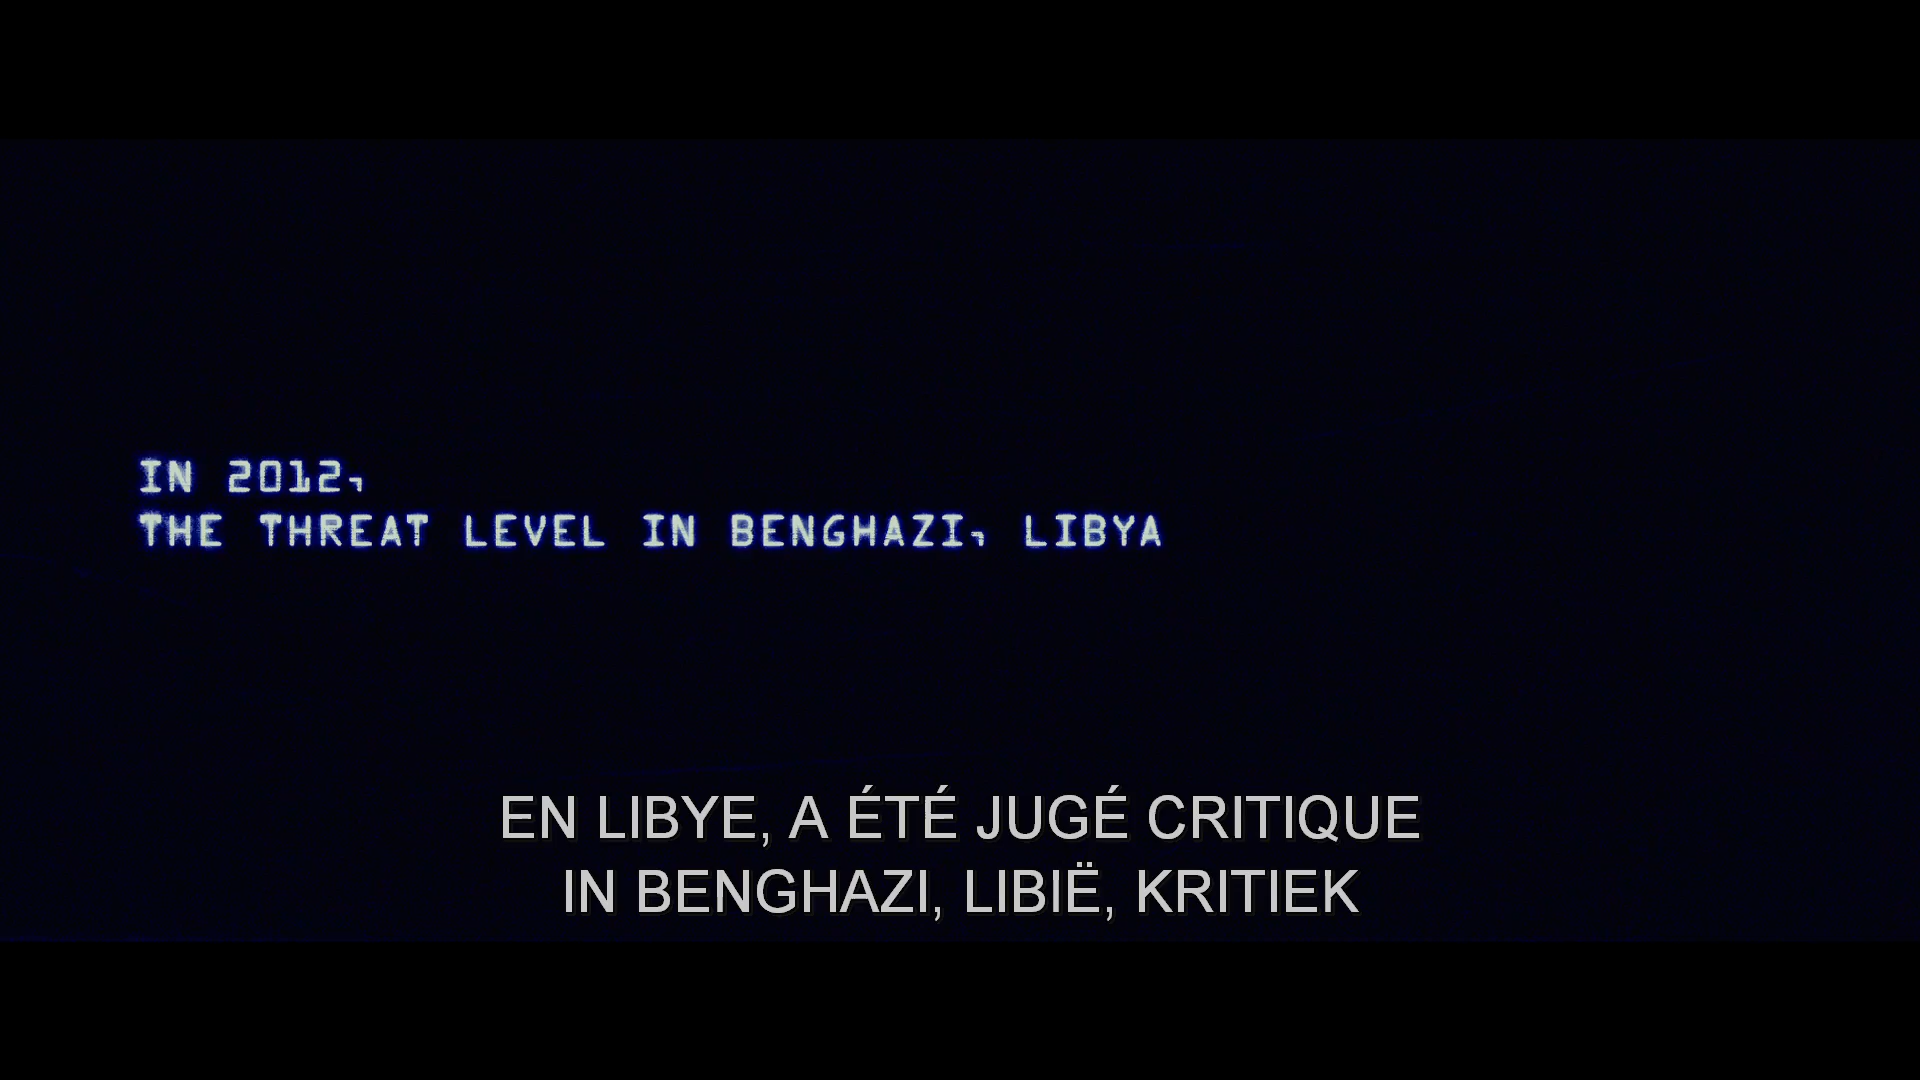 IN 2012,
THE THREAT LEVEL IN BENGHAZI, LIBYA
EN LIBYE, A ÉTÉ JUGÉ CRITIQUE
IN BENGHAZI, LIBIË, KRITIEK